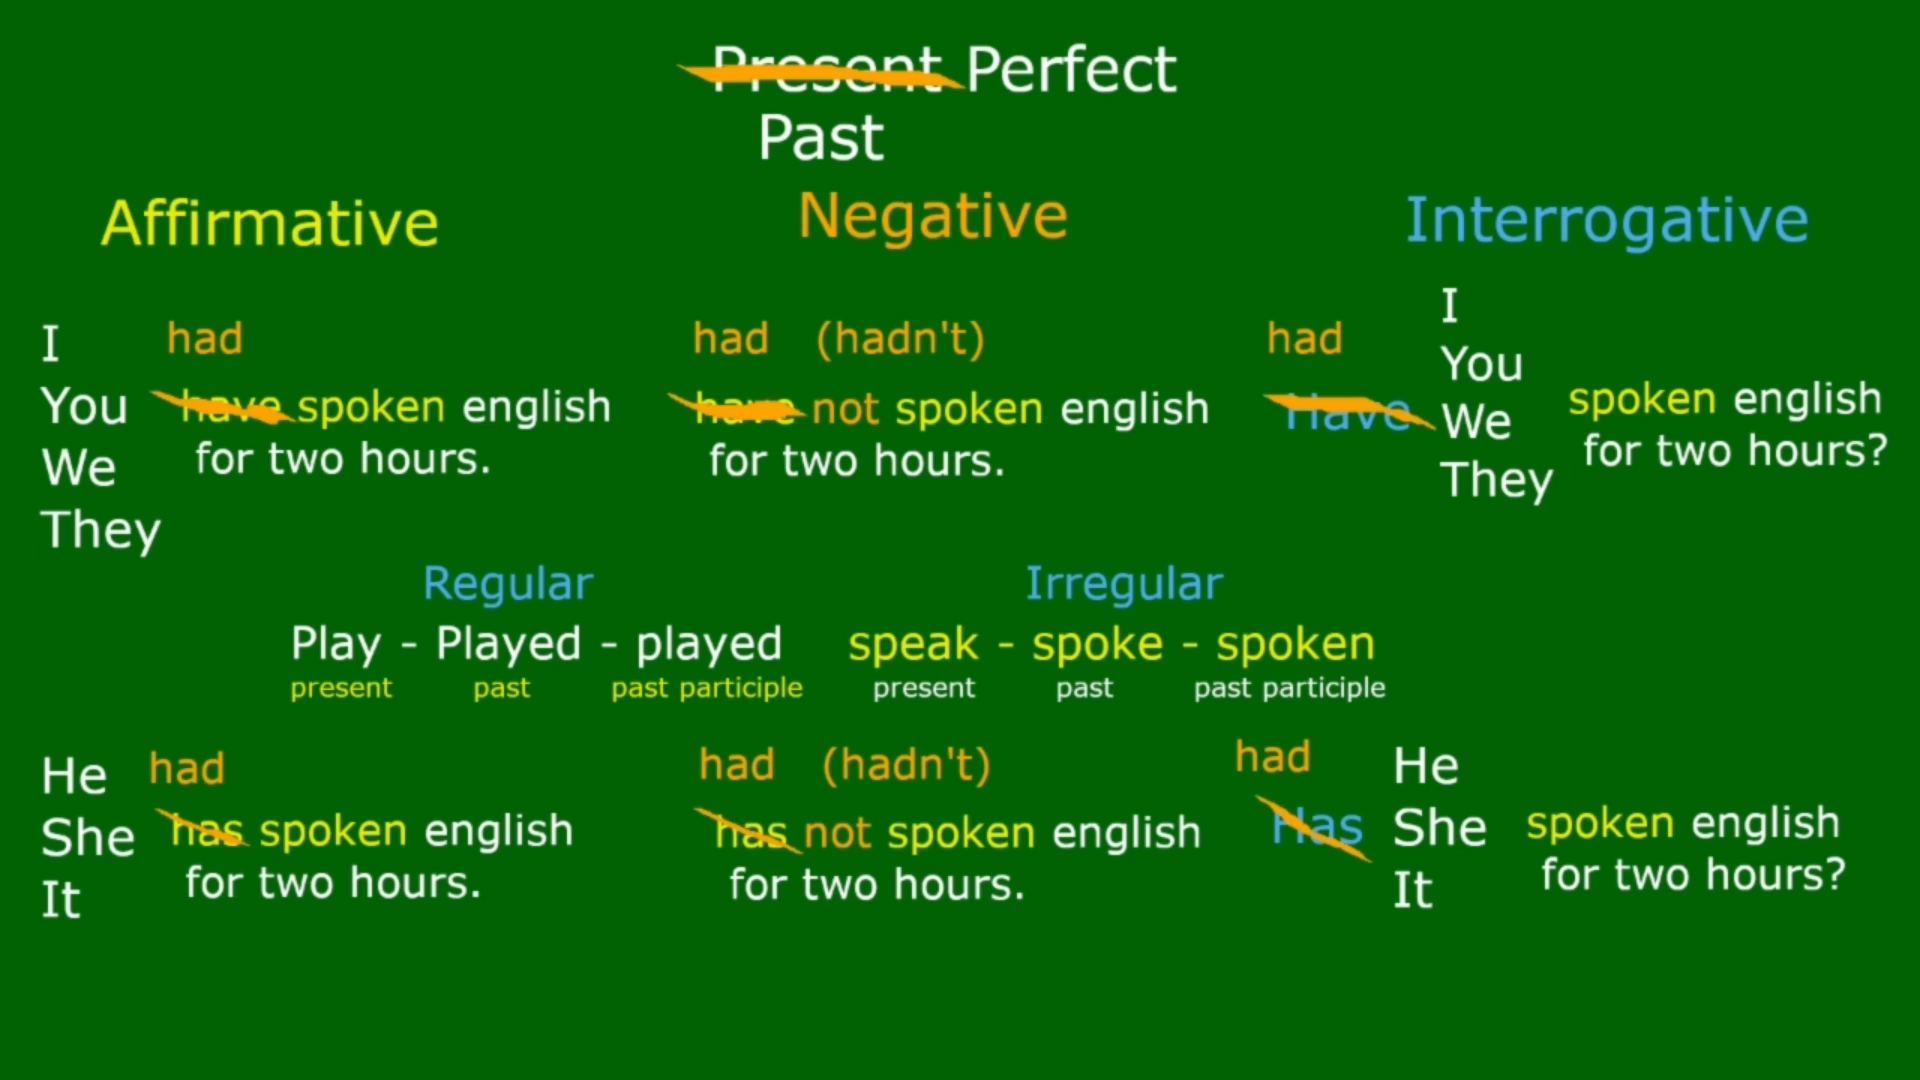 Present Perfect
Past
Affirmative
Negative
Interrogative
I
You
We
They
had
have spoken english
for two hours.
had (hadn't)
have not spoken english
for two hours.
had
Have
I
You
We
They
spoken english
for two hours?
Regular
Play - Played - played
present past past participle
Irregular
speak - spoke - spoken
present past past participle
He
She
It
had
has spoken english
for two hours.
had (hadn't)
has not spoken english
for two hours.
had
Has
He
She
It
spoken english
for two hours?